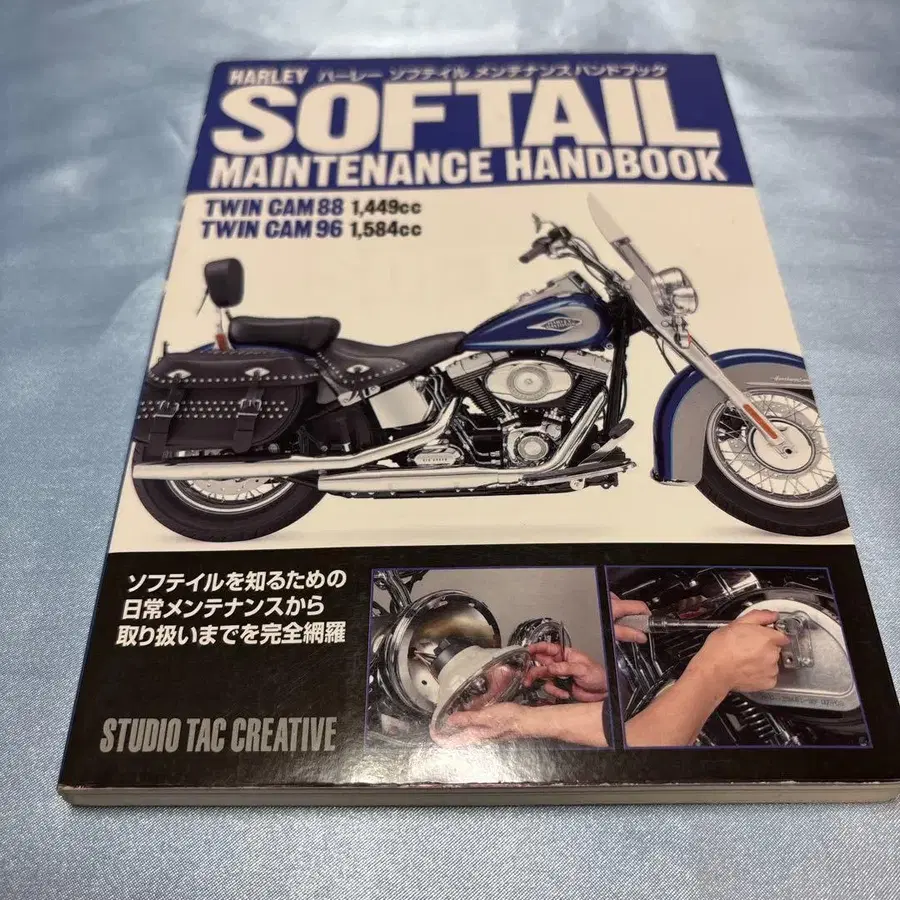 HARLEY ハーレー ソフテイル メンテナンスハンドブック
SOFTAIL
MAINTENANCE HANDBOOK
TWIN CAM 88 1,449cc
TWIN CAM 96 1,584cc
ソフテイルを知るための
日常メンテナンスから
取り扱いまでを完全網羅
STUDIO TAC CREATIVE